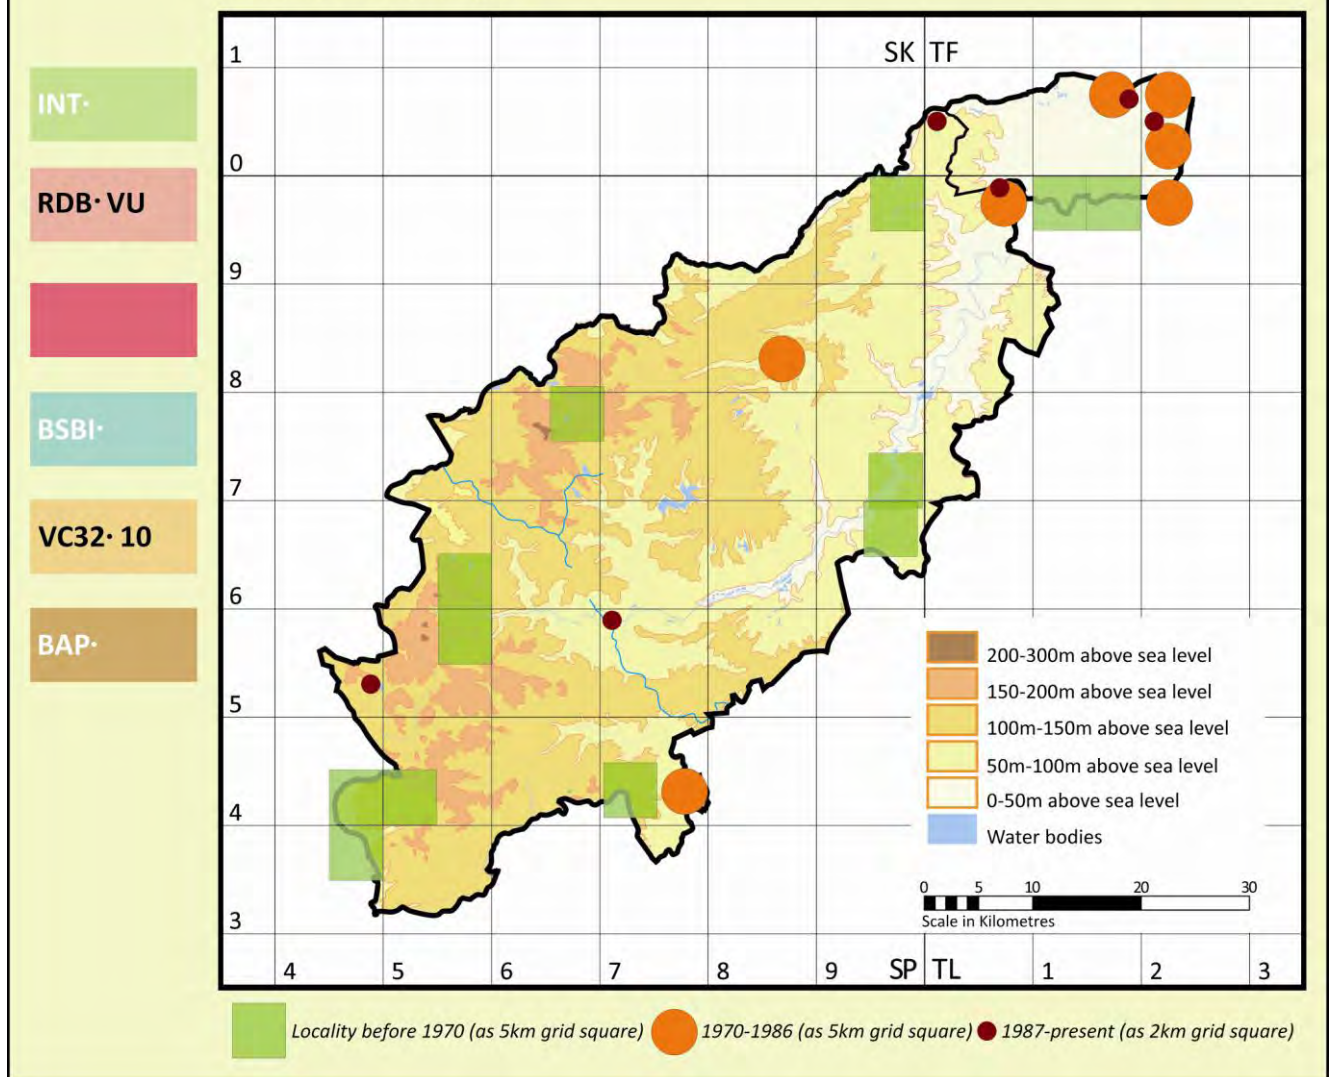 INT·
RDB· VU
BSBI·
VC32· 10
BAP·
SK TF
1
0
9
8
7
6
5
4
3
4 5 6 7 8 9 SP TL 1 2 3
200-300m above sea level
150-200m above sea level
100m-150m above sea level
50m-100m above sea level
0-50m above sea level
Water bodies
0 5 10 20 30
Scale in Kilometres
Locality before 1970 (as 5km grid square) 1970-1986 (as 5km grid square) 1987-present (as 2km grid square)